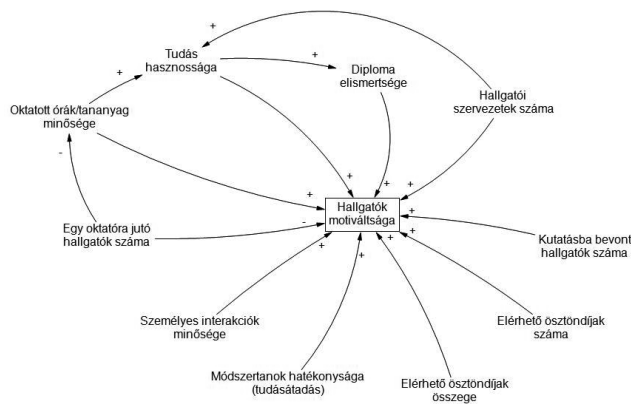 Tudás
hasznossága
Diploma
elismertsége
Hallgatói
szervezetek száma
Oktatott órák/tananyag
minősége
Egy oktatóra jutó
hallgatók száma
Hallgatók
motiváltsága
Kutatásba bevont
hallgatók száma
Személyes interakciók
minősége
Elérhető ösztöndíjak
száma
Módszertanok hatékonysága
(tudásátadás)
Elérhető ösztöndíjak
összege
+
+
+
-
+
+
+
+
-
+
+
+
+
+